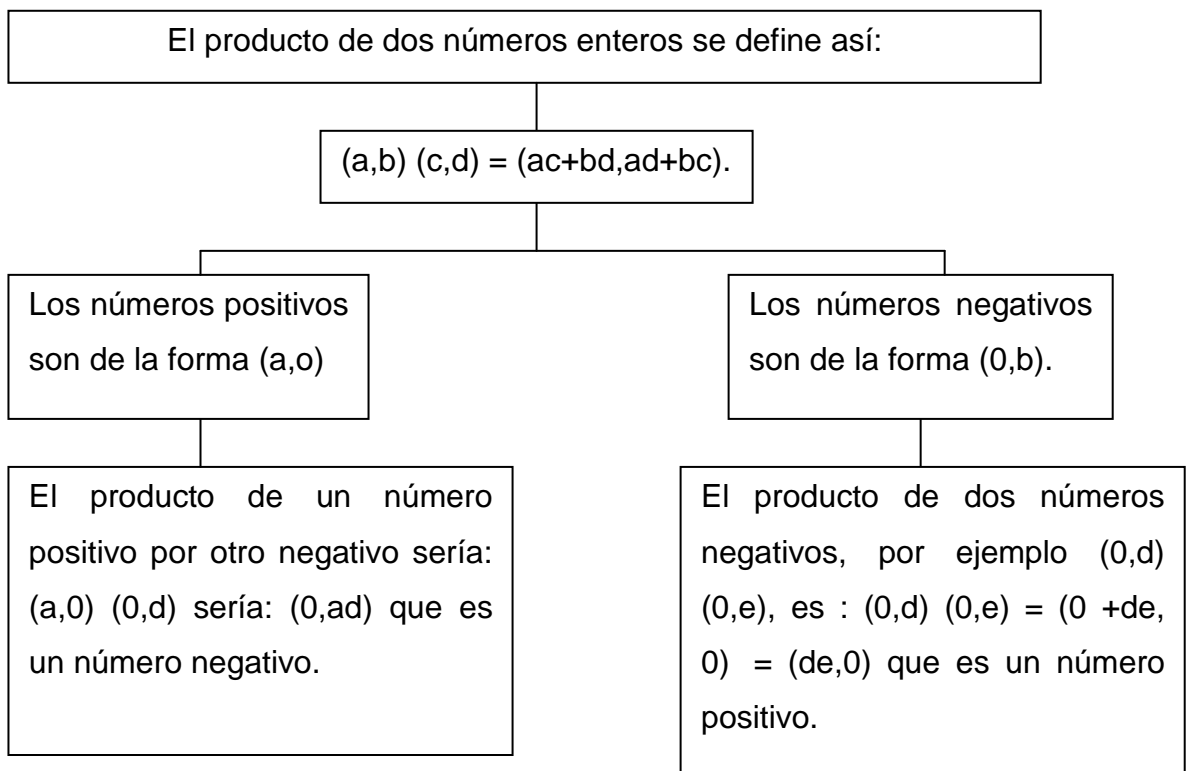 El producto de dos números enteros se define así:
(a,b) (c,d) = (ac+bd,ad+bc).
Los números positivos
son de la forma (a,o)
Los números negativos
son de la forma (0,b).
El producto de un número
positivo por otro negativo sería:
(a,0) (0,d) sería: (0,ad) que es
un número negativo.
El producto de dos números
negativos, por ejemplo (0,d)
(0,e), es : (0,d) (0,e) = (0 +de,
0) = (de,0) que es un número
positivo.